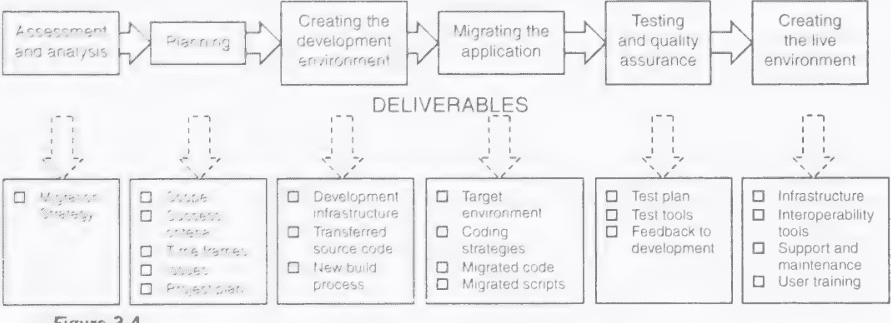 Assessment
and analysis
Planning
Creating the
development
environment
Migrating the
application
Testing
and quality
assurance
Creating
the live
environment
DELIVERABLES
Migration
Strategy
Scope
Success
criteria
Time frames
Issues
Project plan
Development
infrastructure
Transferred
source code
New build
process
Target
environment
Coding
strategies
Migrated code
Migrated scripts
Test plan
Test tools
Feedback to
development
Infrastructure
Interoperability
tools
Support and
maintenance
User training
Figure 3.4